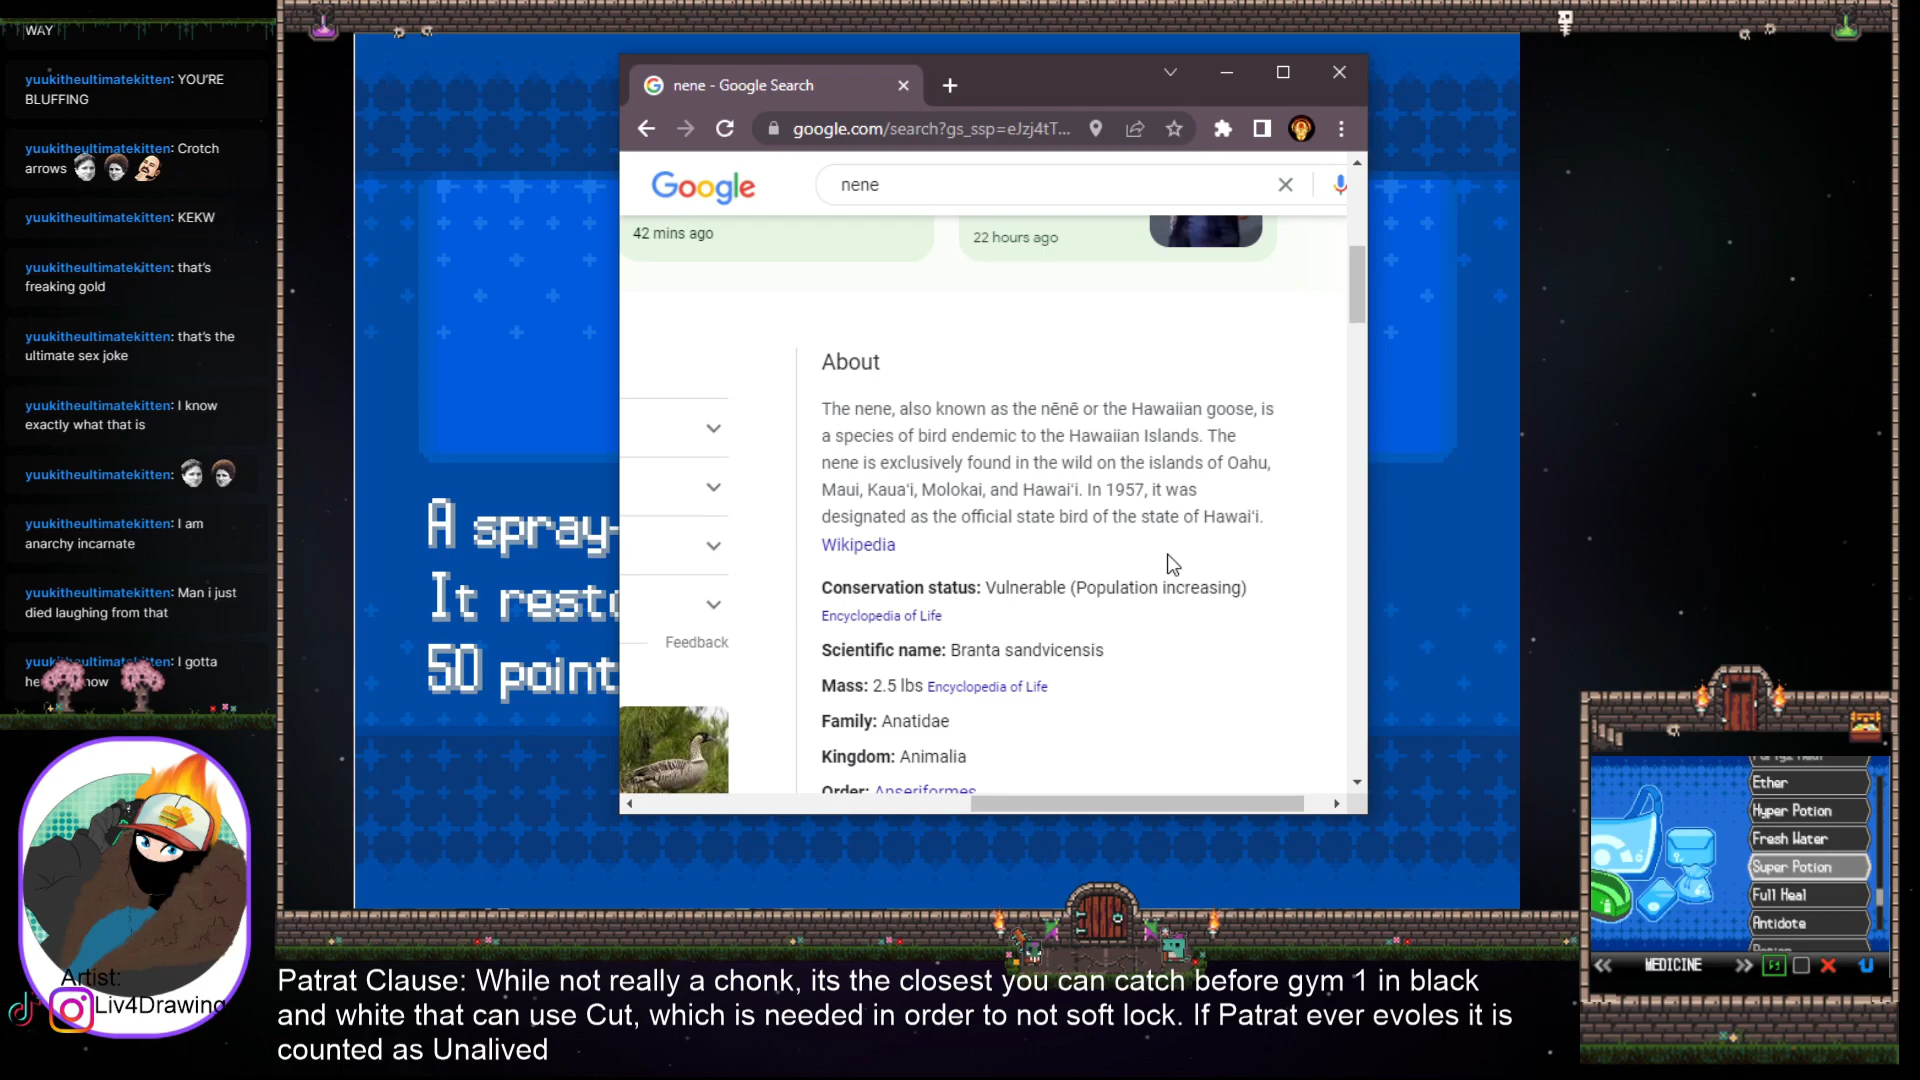 WAY
yuukitheultimatekitten: YOU'RE
BLUFFING
yuukitheultimatekitten: Crotch
arrows
yuukitheultimatekitten: KEKW
yuukitheultimatekitten: that's
freaking gold
yuukitheultimatekitten: that's the
ultimate sex joke
yuukitheultimatekitten: I know
exactly what that is
yuukitheultimatekitten:
yuukitheultimatekitten: I am
anarchy incarnate
yuukitheultimatekitten: Man i just
died laughing from that
yuukitheultimatekitten: I gotta
Artist:
Liv4Drawing
nene - Google Search
google.com/search?gs_ssp=eJzj4tT...
Google
nene
42 mins ago
22 hours ago
About
The nene, also known as the nēnē or the Hawaiian goose, is
a species of bird endemic to the Hawaiian Islands. The
nene is exclusively found in the wild on the islands of Oahu,
Maui, Kauaʻi, Molokai, and Hawaiʻi. In 1957, it was
designated as the official state bird of the state of Hawaiʻi.
Wikipedia
Conservation status: Vulnerable (Population increasing)
Encyclopedia of Life
Scientific name: Branta sandvicensis
Mass: 2.5 lbs Encyclopedia of Life
Family: Anatidae
Kingdom: Animalia
Order: Anseriformes
Feedback
A spray-
It resto
50 point
Ether
Hyper Potion
Fresh Water
Super Potion
Full Heal
Antidote
MEDICINE
Patrat Clause: While not really a chonk, its the closest you can catch before gym 1 in black
and white that can use Cut, which is needed in order to not soft lock. If Patrat ever evoles it is
counted as Unalived